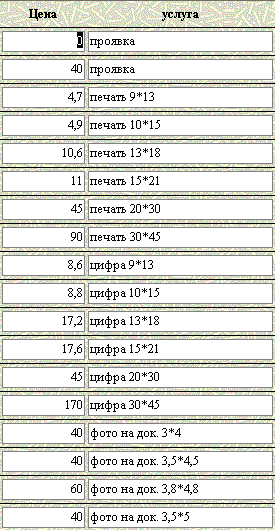 Цена услуга
0 проявка
40 проявка
4,7 печать 9*13
4,9 печать 10*15
10,6 печать 13*18
11 печать 15*21
45 печать 20*30
90 печать 30*45
8,6 цифра 9*13
8,8 цифра 10*15
17,2 цифра 13*18
17,6 цифра 15*21
45 цифра 20*30
170 цифра 30*45
40 фото на док. 3*4
40 фото на док. 3,5*4,5
60 фото на док. 3,8*4,8
40 фото на док. 3,5*5